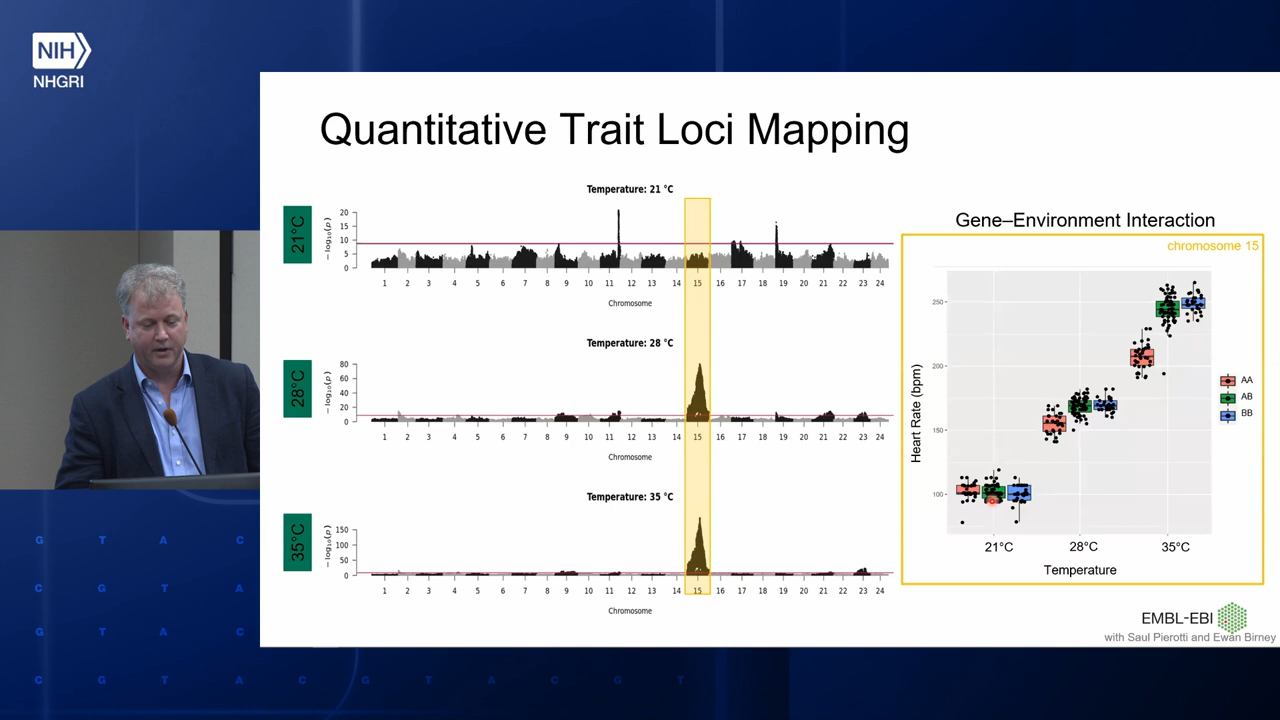 NIH
NHGRI
Quantitative Trait Loci Mapping
Temperature: 21 °C
21°C
−log₁₀(p)
20
15
10
5
0
1 2 3 4 5 6 7 8 9 10 11 12 13 14 15 16 17 18 19 20 21 22 23 24
Chromosome
Temperature: 28 °C
28°C
−log₁₀(p)
80
60
40
20
0
1 2 3 4 5 6 7 8 9 10 11 12 13 14 15 16 17 18 19 20 21 22 23 24
Chromosome
Temperature: 35 °C
35°C
−log₁₀(p)
150
100
50
0
1 2 3 4 5 6 7 8 9 10 11 12 13 14 15 16 17 18 19 20 21 22 23 24
Chromosome
Gene–Environment Interaction
chromosome 15
Heart Rate (bpm)
250
200
150
100
21°C 28°C 35°C
Temperature
AA
AB
BB
EMBL-EBI
with Saul Pierotti and Ewan Birney
G T A C
C G T A C
G T A C
C G T A C G T A C G T